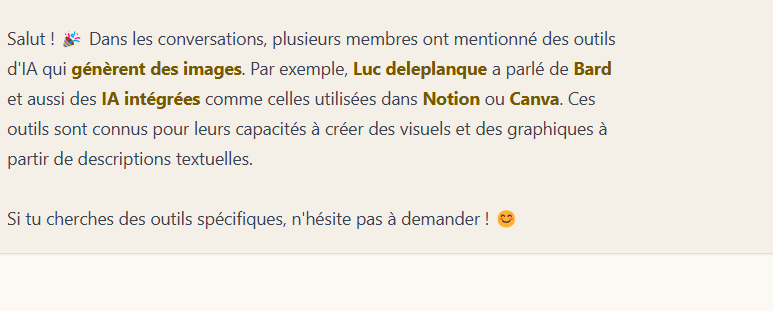 Salut ! 🎉 Dans les conversations, plusieurs membres ont mentionné des outils
d'IA qui génèrent des images. Par exemple, Luc deleplanque a parlé de Bard
et aussi des IA intégrées comme celles utilisées dans Notion ou Canva. Ces
outils sont connus pour leurs capacités à créer des visuels et des graphiques à
partir de descriptions textuelles.
Si tu cherches des outils spécifiques, n'hésite pas à demander ! 😊